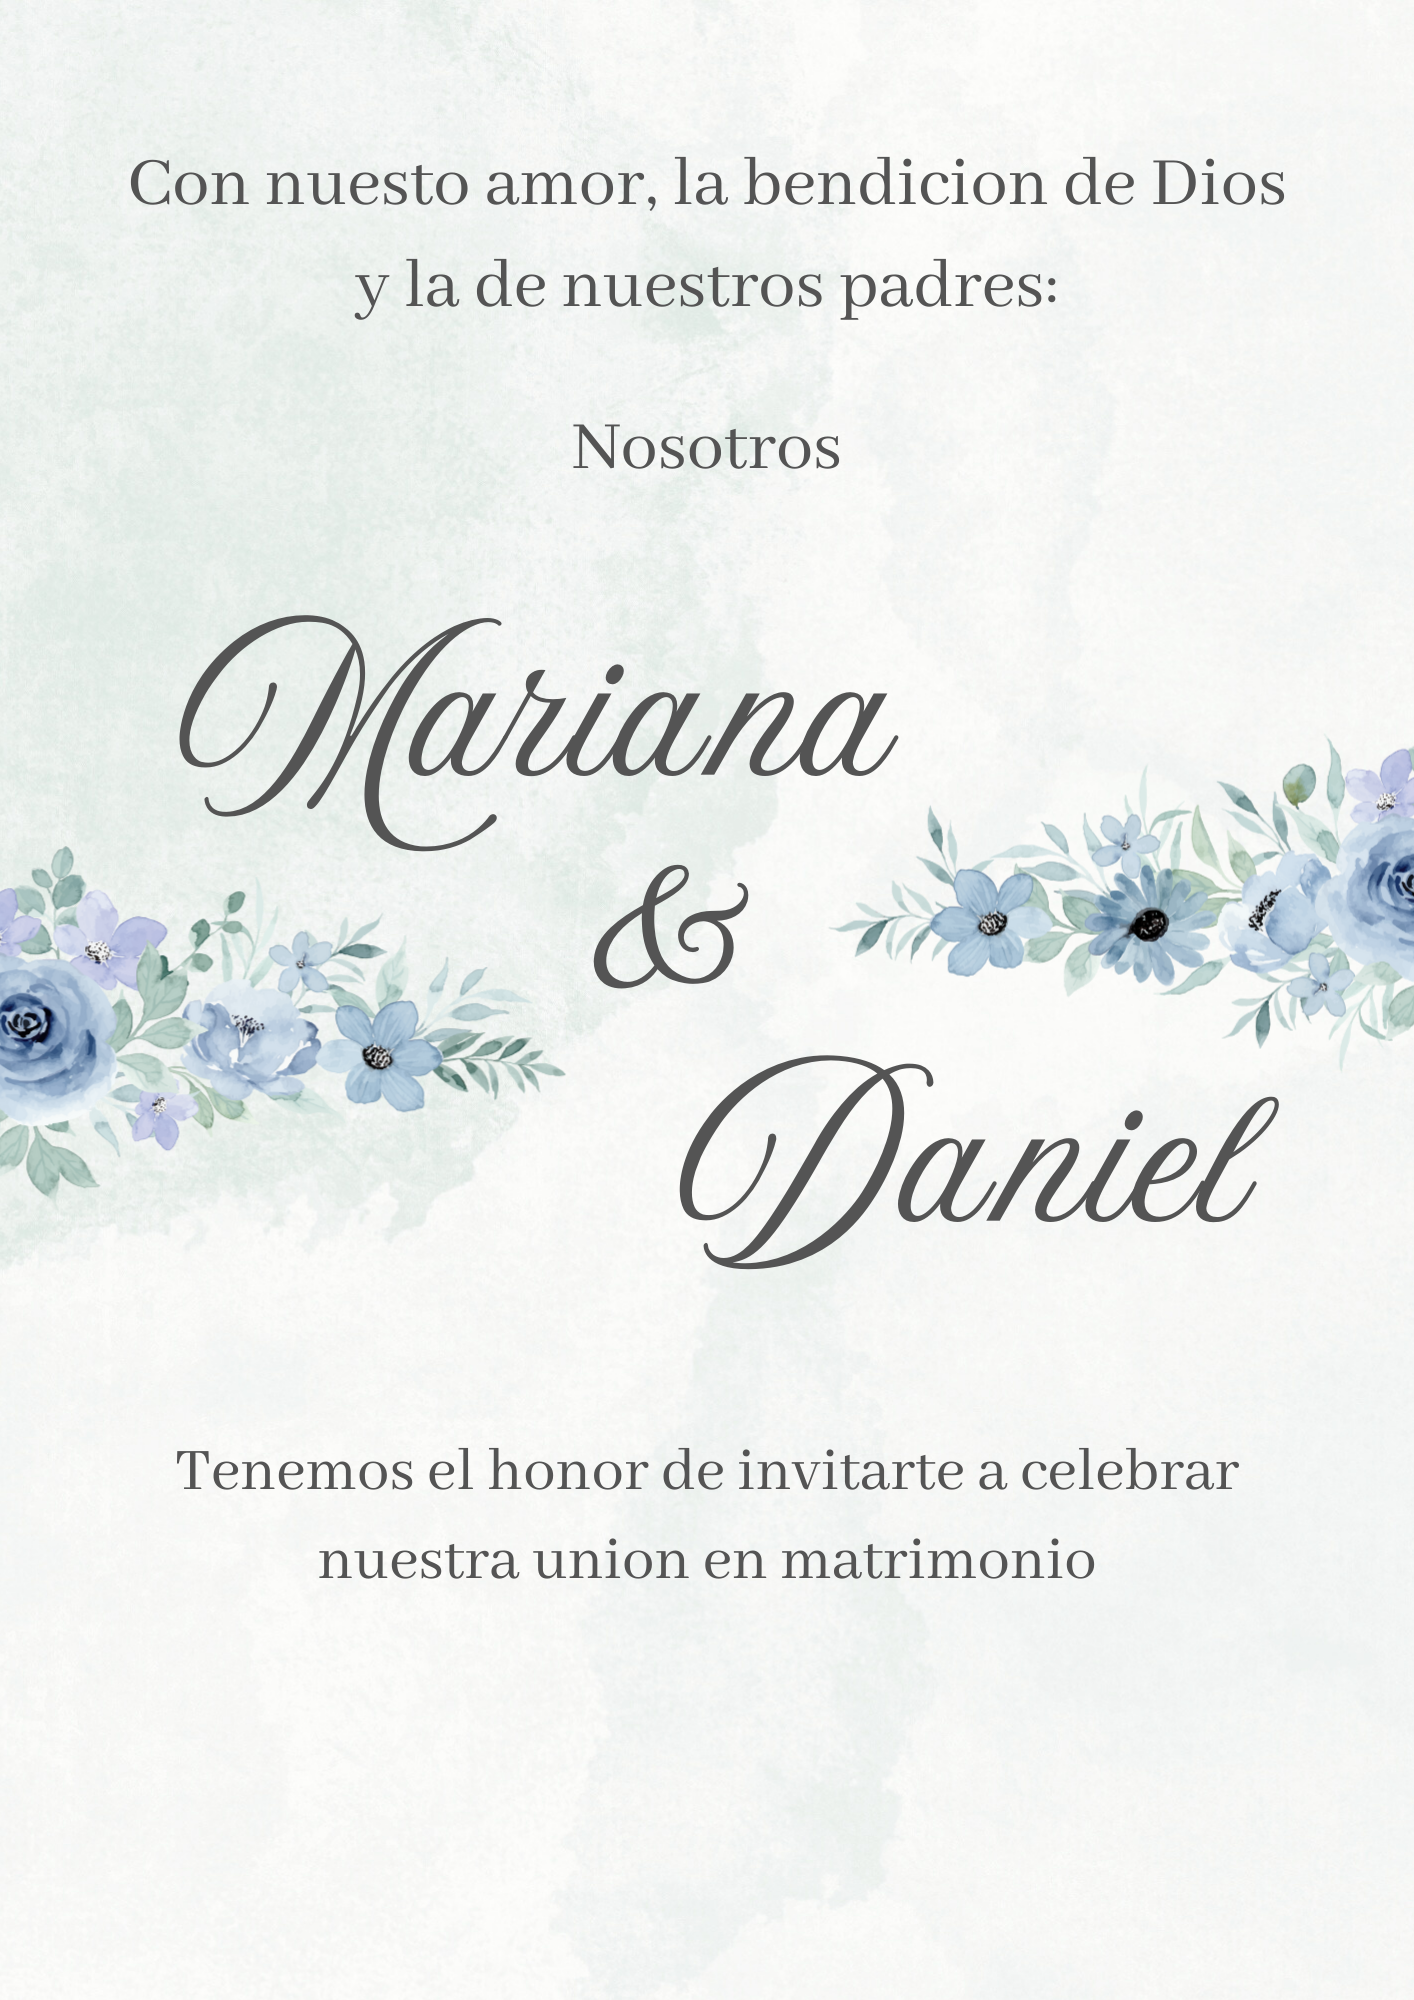 Con nuesto amor, la bendicion de Dios
y la de nuestros padres:
Nosotros
Mariana
&
Daniel
Tenemos el honor de invitarte a celebrar
nuestra union en matrimonio